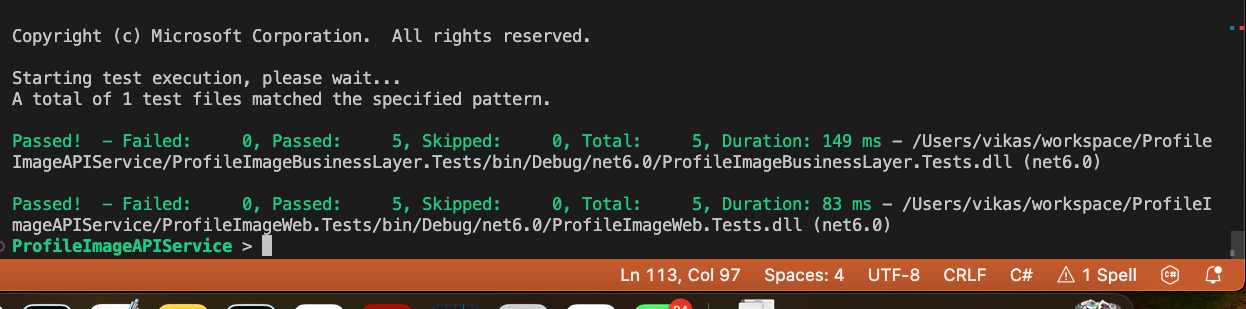 Copyright (c) Microsoft Corporation.  All rights reserved.
Starting test execution, please wait...
A total of 1 test files matched the specified pattern.
Passed!  - Failed:     0, Passed:     5, Skipped:     0, Total:     5, Duration: 149 ms - /Users/vikas/workspace/Profile
ImageAPIService/ProfileImageBusinessLayer.Tests/bin/Debug/net6.0/ProfileImageBusinessLayer.Tests.dll (net6.0)
Passed!  - Failed:     0, Passed:     5, Skipped:     0, Total:     5, Duration: 83 ms - /Users/vikas/workspace/ProfileI
mageAPIService/ProfileImageWeb.Tests/bin/Debug/net6.0/ProfileImageWeb.Tests.dll (net6.0)
ProfileImageAPIService >
Ln 113, Col 97 Spaces: 4 UTF-8 CRLF C# 1 Spell C#